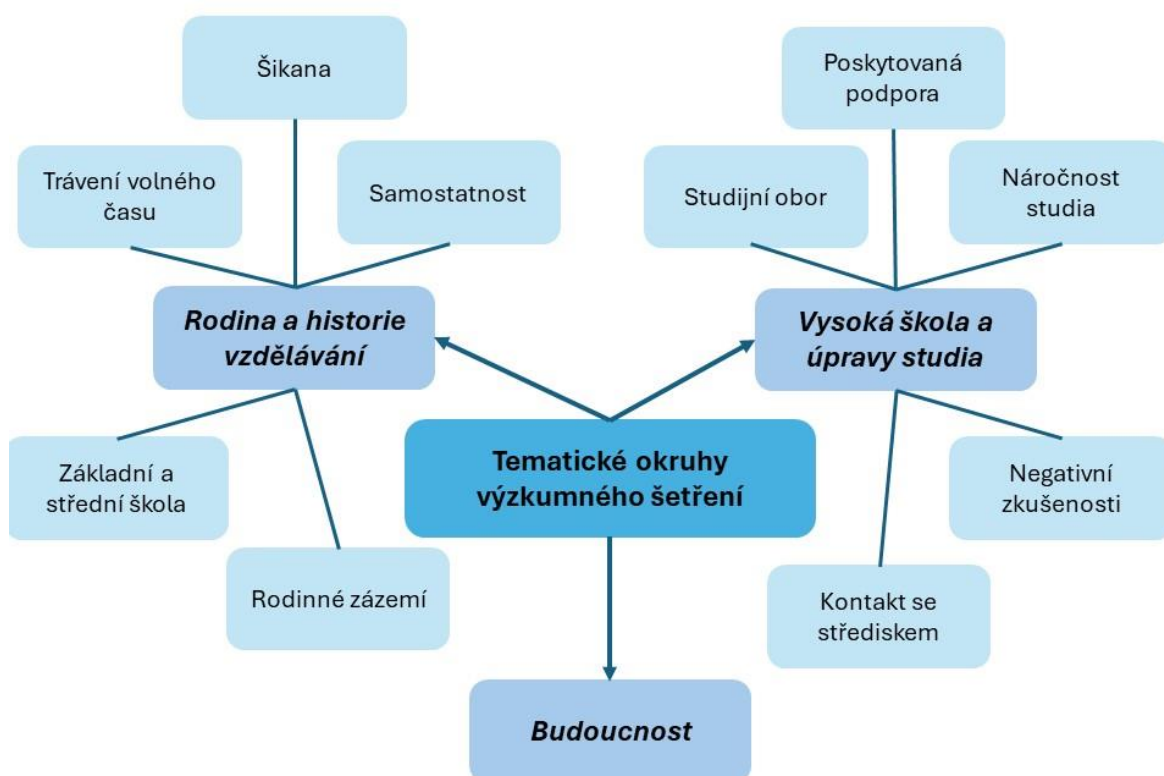 Šikana
Poskytovaná
podpora
Trávení volného
času
Samostatnost
Studijní obor
Náročnost
studia
Rodina a historie
vzdělávání
Vysoká škola a
úpravy studia
Základní a
střední škola
Tematické okruhy
výzkumného šetření
Negativní
zkušenosti
Rodinné zázemí
Kontakt se
střediskem
Budoucnost